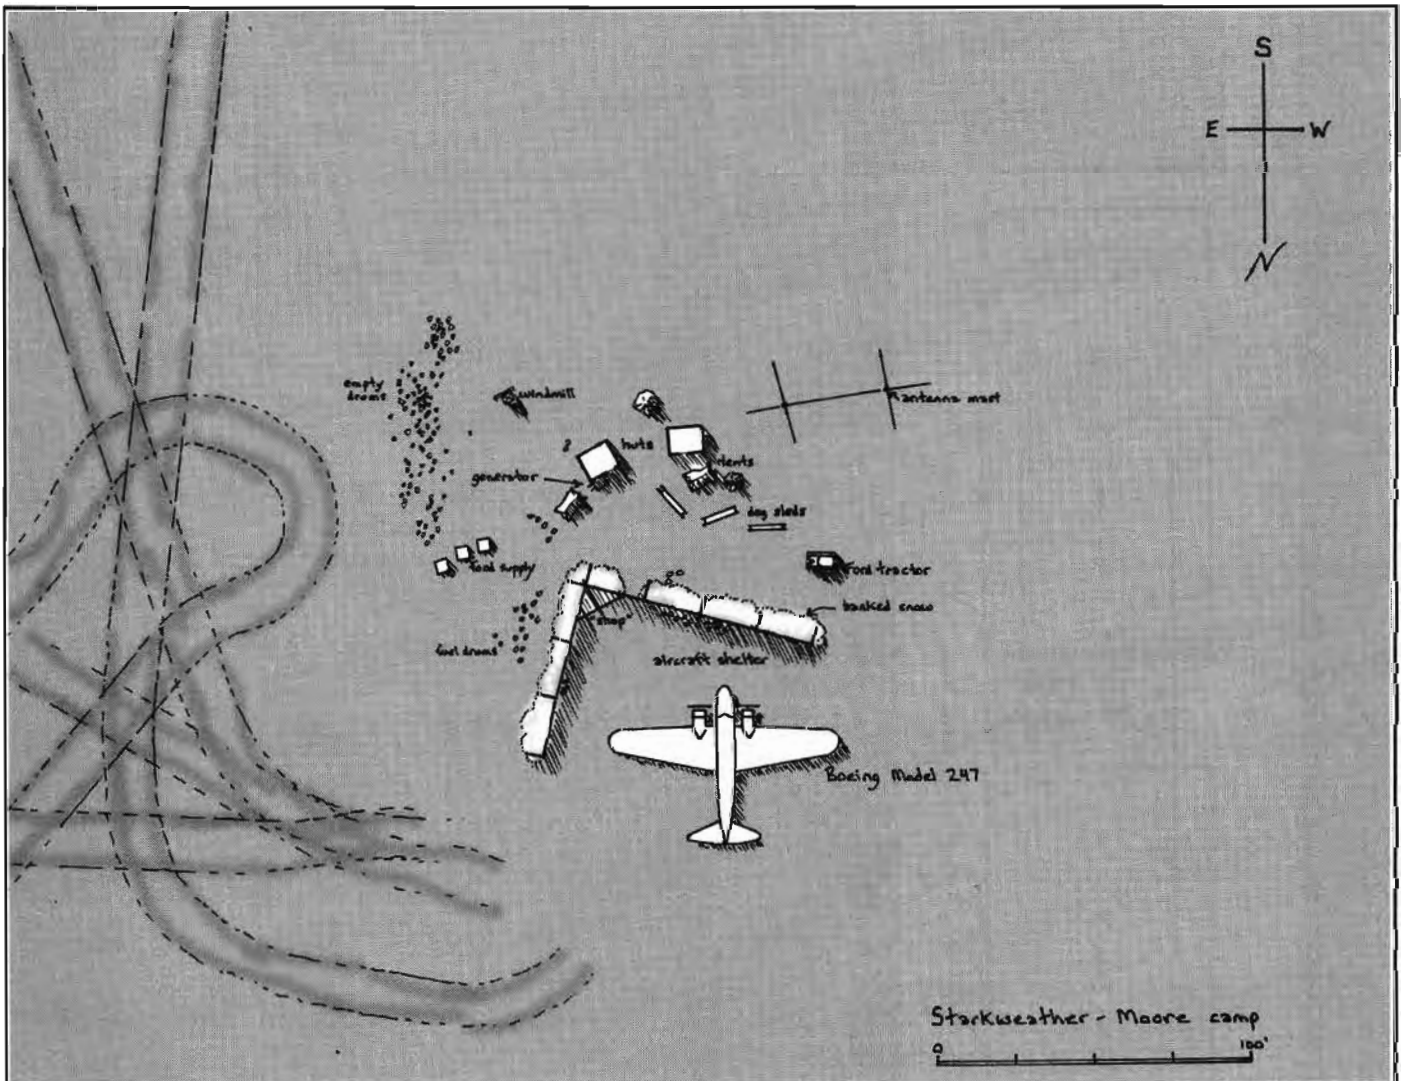 S
E W
N
empty
drums
windmill
antenna mast
huts
tents
generator
dog sleds
food supply
Ford tractor
banked snow
"shop"
fuel drums
aircraft shelter
Boeing Model 247
Starkweather - Moore camp
0 100'